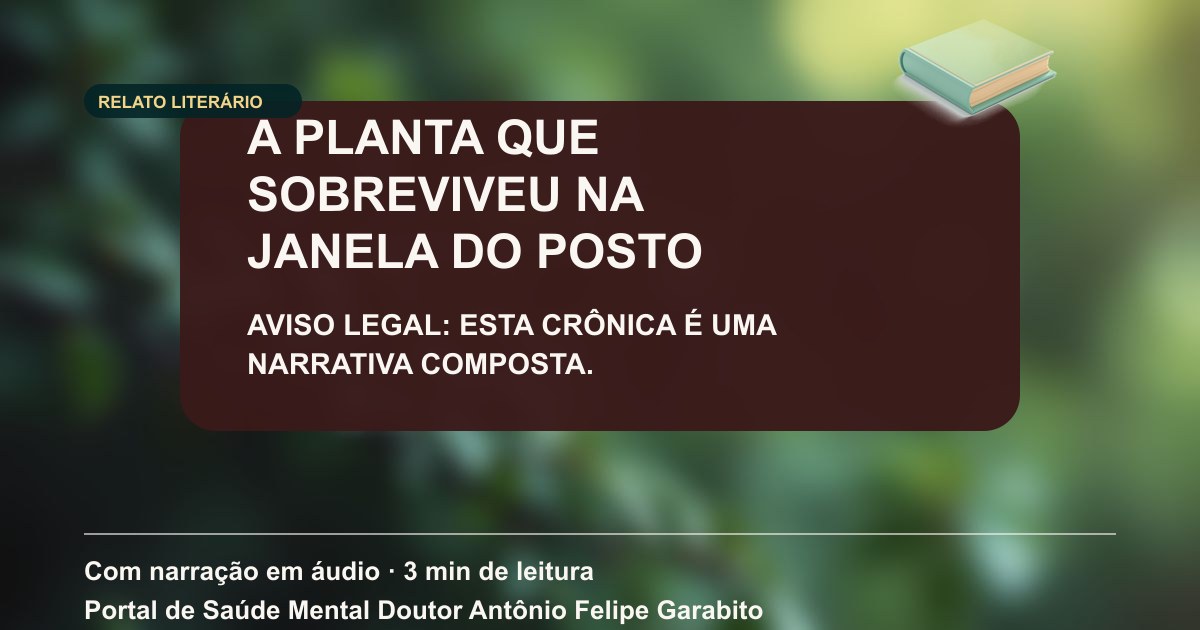 RELATO LITERÁRIO
A PLANTA QUE
SOBREVIVEU NA
JANELA DO POSTO
AVISO LEGAL: ESTA CRÔNICA É UMA
NARRATIVA COMPOSTA.
Com narração em áudio · 3 min de leitura
Portal de Saúde Mental Doutor Antônio Felipe Garabito